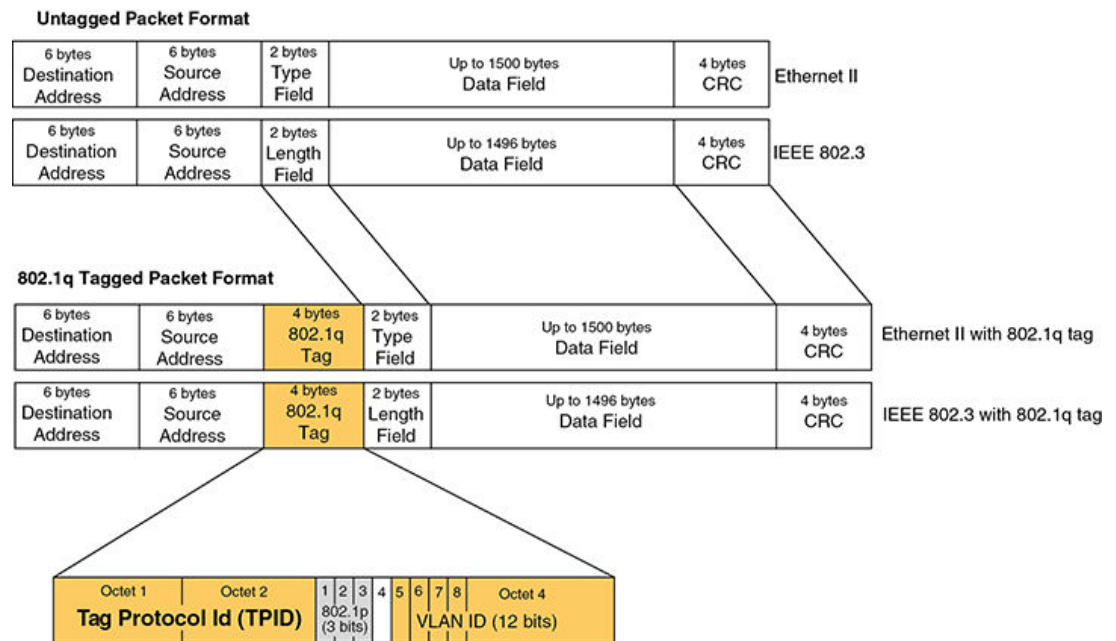 Untagged Packet Format
6 bytes
Destination
Address
6 bytes
Source
Address
2 bytes
Type
Field
Up to 1500 bytes
Data Field
4 bytes
CRC
Ethernet II
6 bytes
Destination
Address
6 bytes
Source
Address
2 bytes
Length
Field
Up to 1496 bytes
Data Field
4 bytes
CRC
IEEE 802.3
802.1q Tagged Packet Format
6 bytes
Destination
Address
6 bytes
Source
Address
4 bytes
802.1q
Tag
2 bytes
Type
Field
Up to 1500 bytes
Data Field
4 bytes
CRC
Ethernet II with 802.1q tag
6 bytes
Destination
Address
6 bytes
Source
Address
4 bytes
802.1q
Tag
2 bytes
Length
Field
Up to 1496 bytes
Data Field
4 bytes
CRC
IEEE 802.3 with 802.1q tag
Octet 1
Octet 2
Tag Protocol Id (TPID)
1 2 3 4 5 6 7 8
802.1p
(3 bits)
Octet 4
VLAN ID (12 bits)